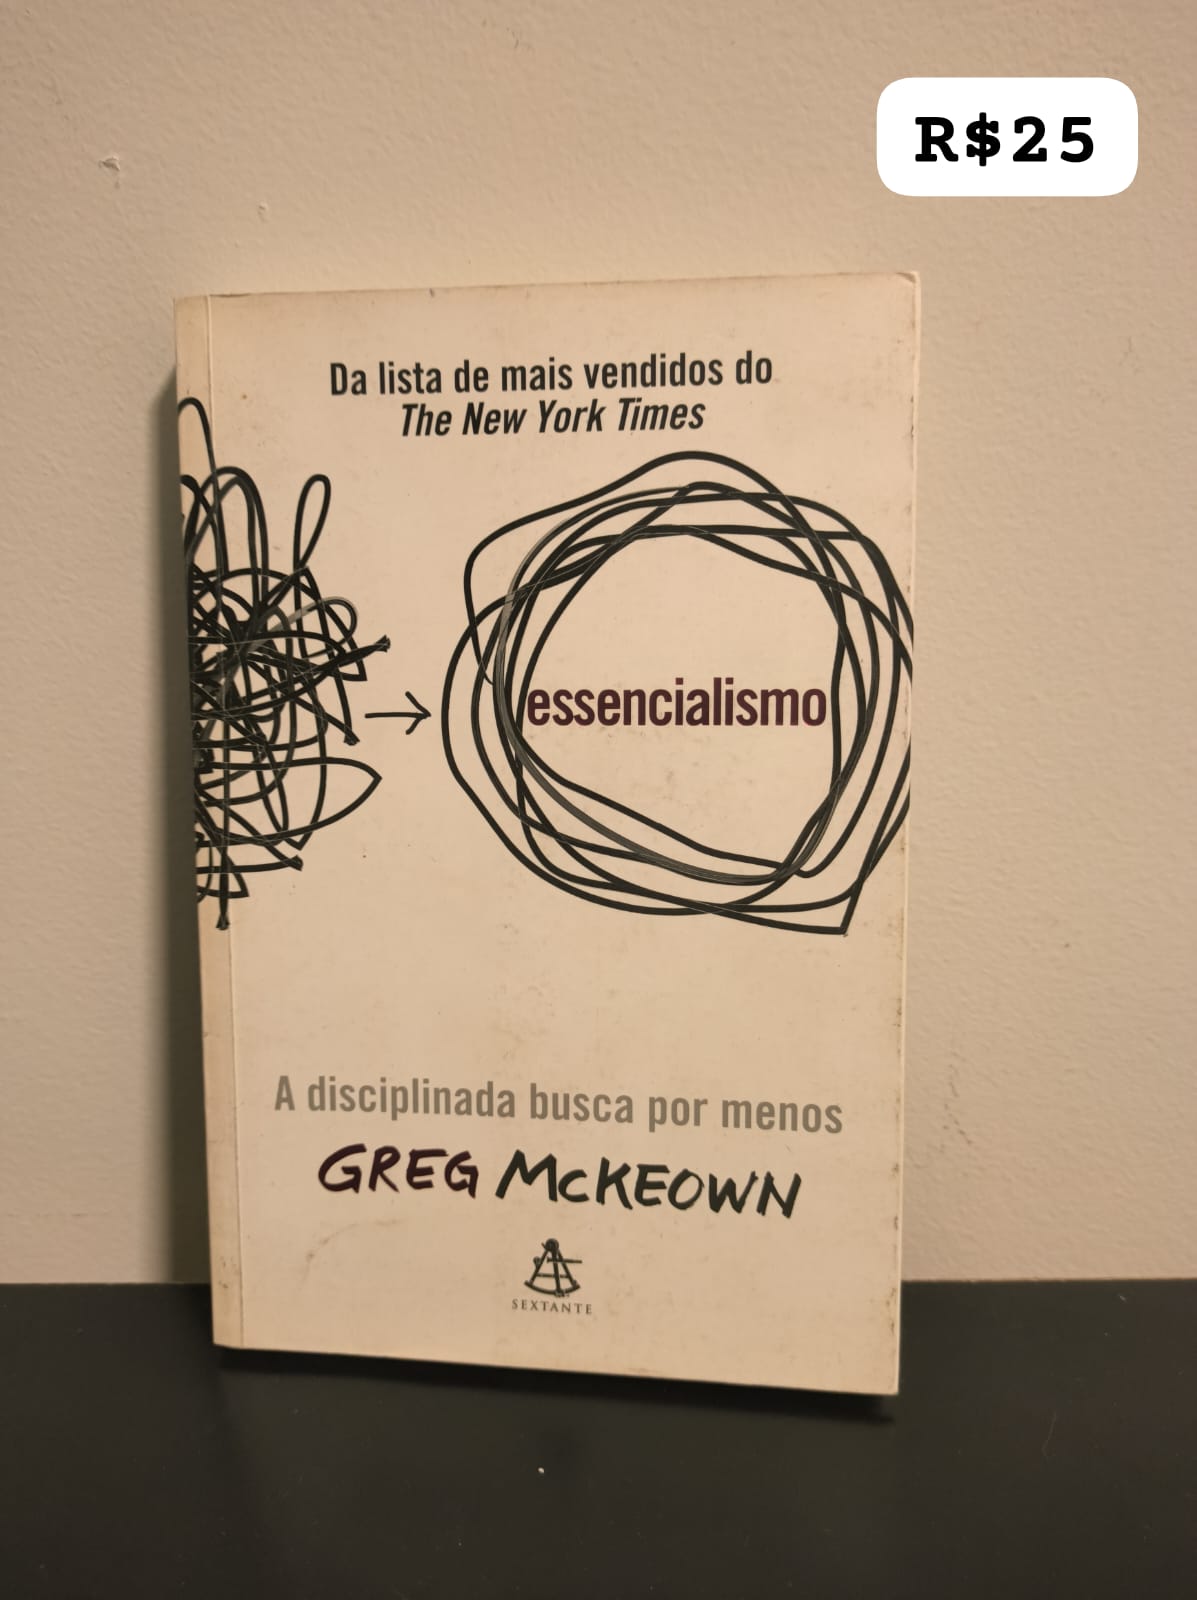 R$25
Da lista de mais vendidos do
The New York Times
essencialismo
A disciplinada busca por menos
GREG McKEOWN
SEXTANTE